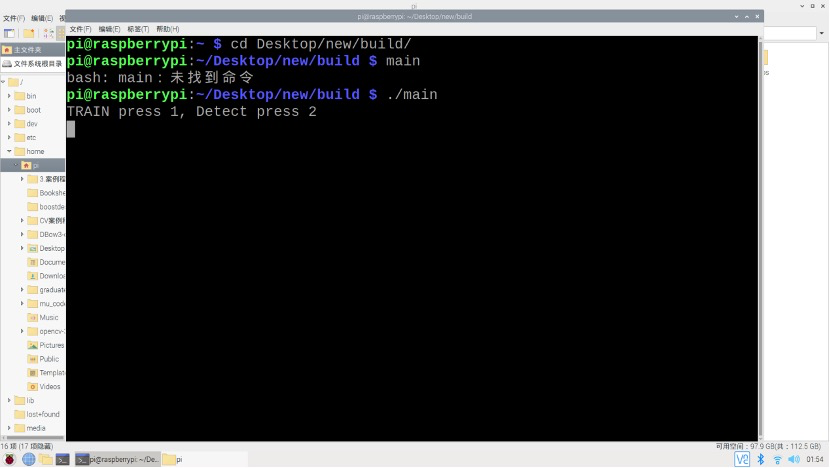 pi
文件(F) 编辑(E) 视
pi@raspberrypi: ~/Desktop/new/build
文件(F) 编辑(E) 标签(T) 帮助(H)
pi@raspberrypi:~ $ cd Desktop/new/build/
pi@raspberrypi:~/Desktop/new/build $ main
bash: main：未找到命令
pi@raspberrypi:~/Desktop/new/build $ ./main
TRAIN press 1, Detect press 2
主文件夹
文件系统根目录
/
bin
boot
dev
etc
home
pi
3.案例程
Bookshe
boostde
CV案例
DBow3-
Desktop
Docume
Downloa
graduate
mu_code
Music
opencv-
Pictures
Public
Templat
Videos
lib
lost+found
media
16 项 (17 项隐藏)
可用空间：97.9 GB(共：112.5 GB)
pi@raspberrypi: ~/De...
pi
V2
01:54